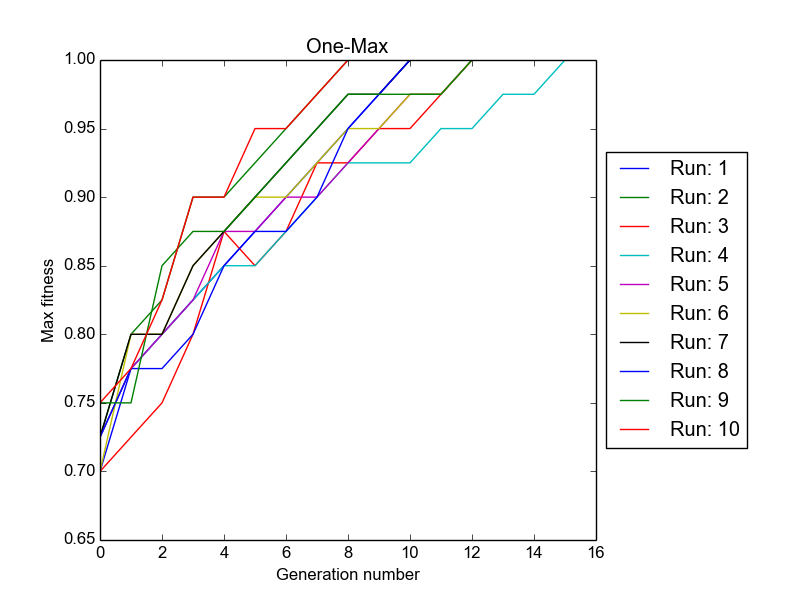 One-Max
1.00
0.95
0.90
0.85
0.80
0.75
0.70
0.65
Max fitness
0 2 4 6 8 10 12 14 16
Generation number
Run: 1
Run: 2
Run: 3
Run: 4
Run: 5
Run: 6
Run: 7
Run: 8
Run: 9
Run: 10